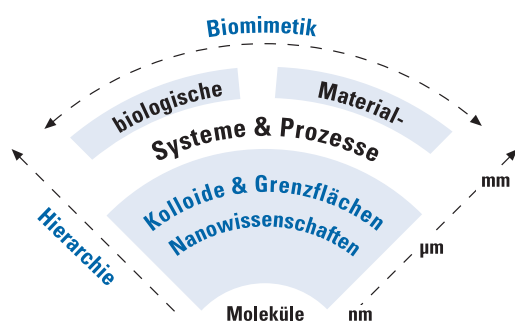 Biomimetik
biologische
Material-
Systeme & Prozesse
mm
Kolloide & Grenzflächen
Nanowissenschaften
Hierarchie
µm
Moleküle
nm